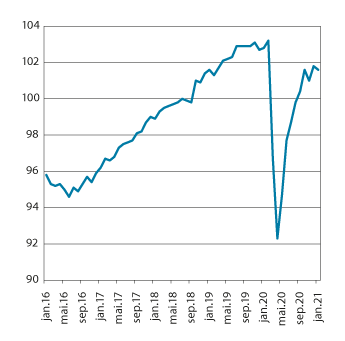 104
102
100
98
96
94
92
90
jan.16
mai.16
sep.16
jan.17
mai.17
sep.17
jan.18
mai.18
sep.18
jan.19
mai.19
sep.19
jan.20
mai.20
sep.20
jan.21